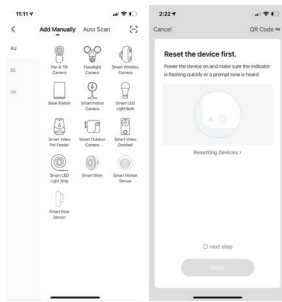 11:11
Add Manually Auto Scan
AU
EC
UK
Pan & Tilt
Camera
Floodlight
Camera
Smart Wireless
Camera
Base Station
Smart Indoor
Camera
Smart LED
Light Bulb
Smart Video
Pet Feeder
Smart Outdoor
Camera
Smart Video
Doorbell
Smart LED
Light Strip
Smart Siren
Smart Motion
Sensor
Smart Door
Sensor
2:22
Cancel
QR Code
Reset the device first.
Power the device on and make sure the indicator
is flashing quickly or a prompt tone is heard
Resetting Devices >
next step
Next